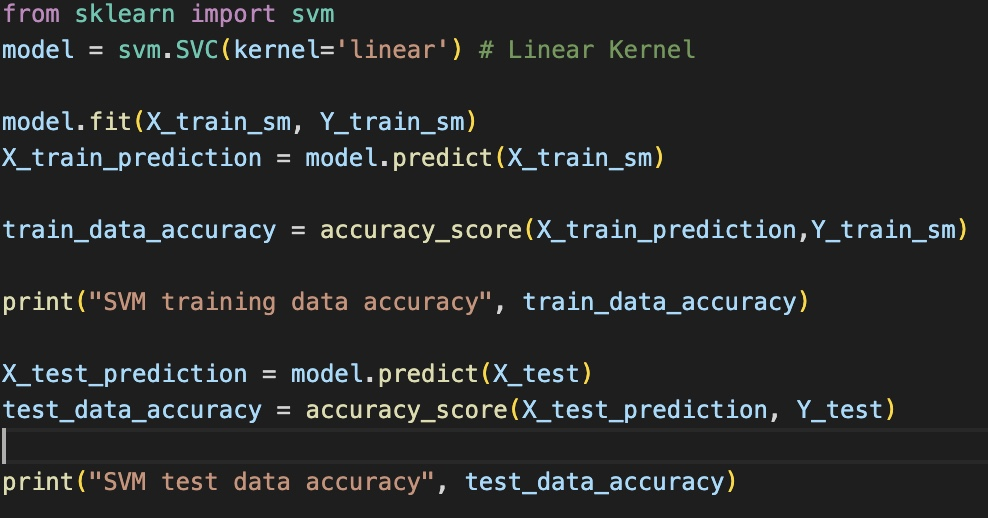 from sklearn import svm
model = svm.SVC(kernel='linear') # Linear Kernel
model.fit(X_train_sm, Y_train_sm)
X_train_prediction = model.predict(X_train_sm)
train_data_accuracy = accuracy_score(X_train_prediction,Y_train_sm)
print("SVM training data accuracy", train_data_accuracy)
X_test_prediction = model.predict(X_test)
test_data_accuracy = accuracy_score(X_test_prediction, Y_test)
print("SVM test data accuracy", test_data_accuracy)